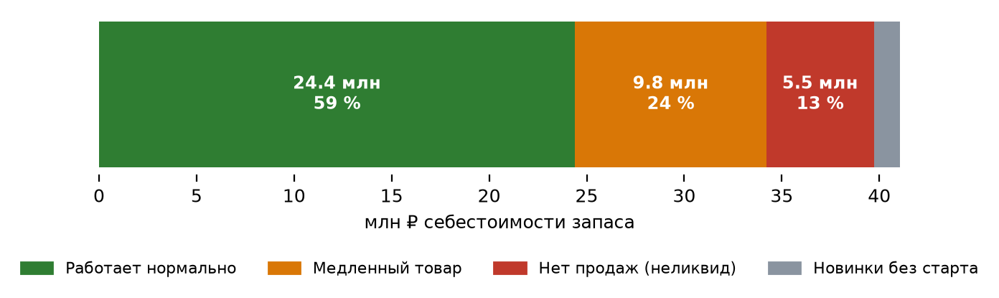 24.4 млн
59 %
9.8 млн
24 %
5.5 млн
13 %
0 5 10 15 20 25 30 35 40
млн ₽ себестоимости запаса
Работает нормально Медленный товар Нет продаж (неликвид) Новинки без старта